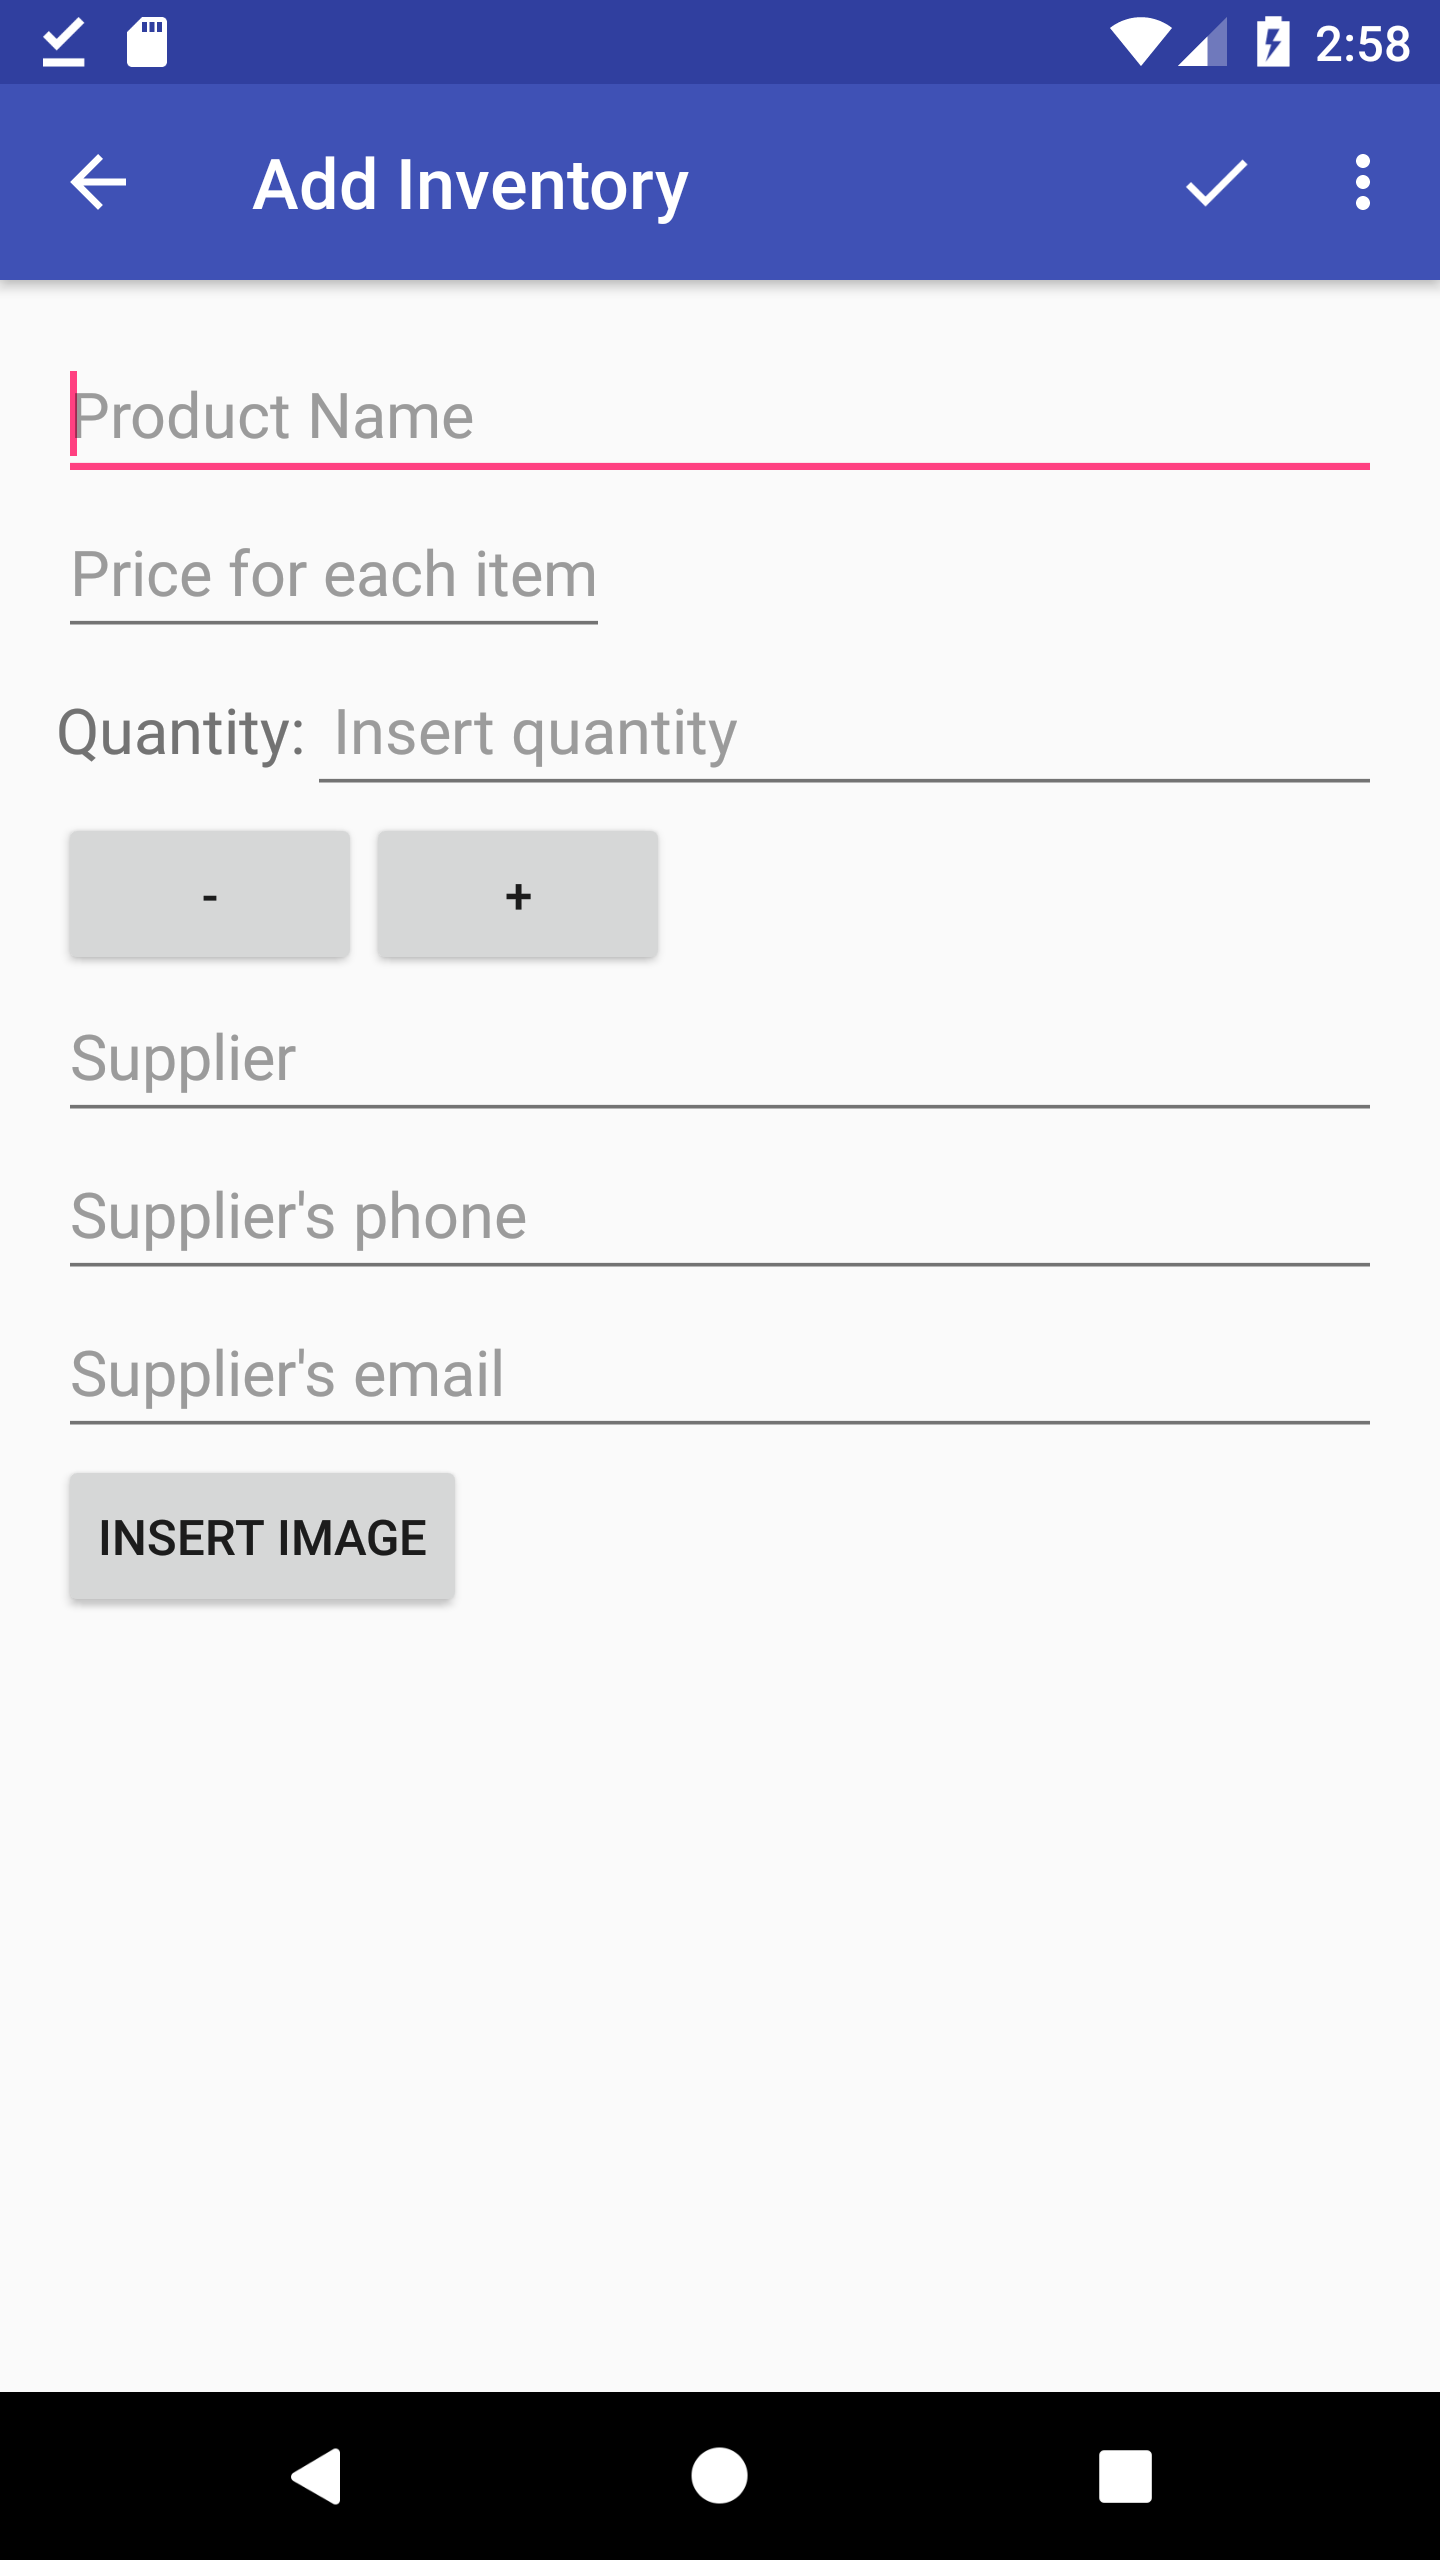 2:58
Add Inventory
Product Name
Price for each item
Quantity: Insert quantity
- +
Supplier
Supplier's phone
Supplier's email
INSERT IMAGE